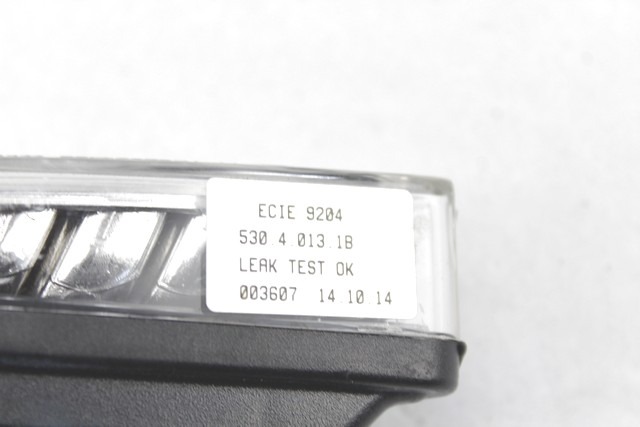 ECIE 9204
530.4.013.1B
LEAK TEST OK
003607 14.10.14